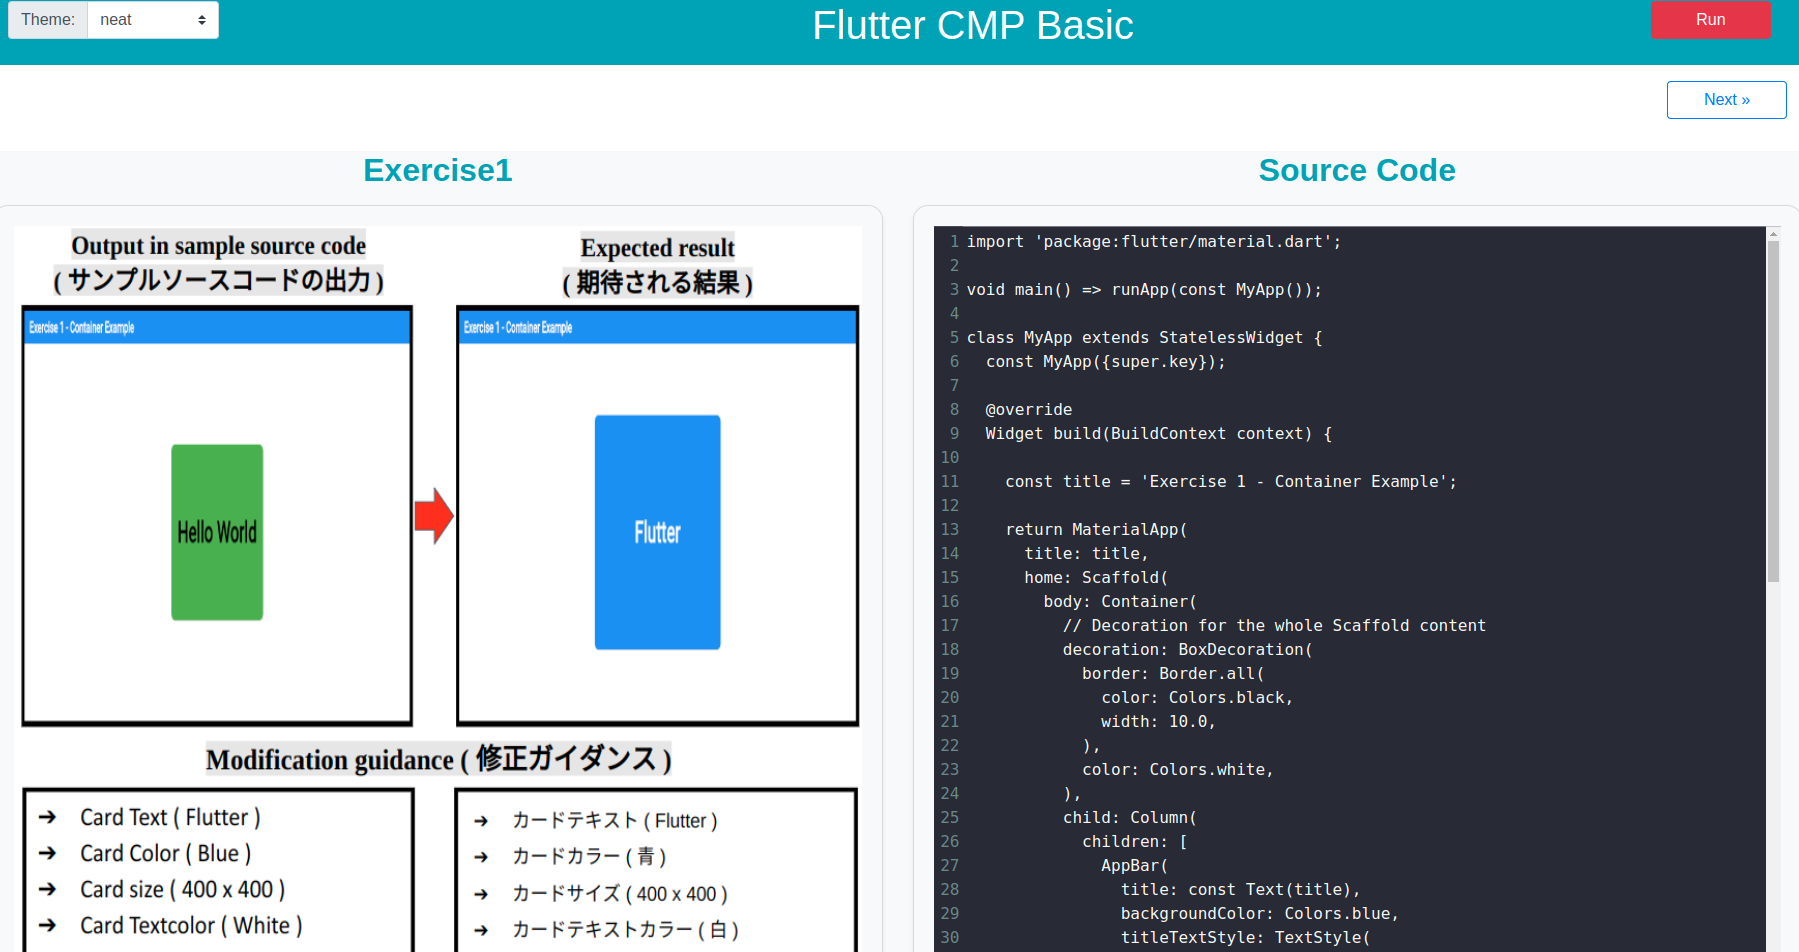 Theme: neat
Flutter CMP Basic
Run
Next »
Exercise1
Output in sample source code
( サンプルソースコードの出力 )
Expected result
( 期待される結果 )
Exercise 1 - Container Example
Hello World
Exercise 1 - Container Example
Flutter
Modification guidance ( 修正ガイダンス )
➔ Card Text ( Flutter )
➔ Card Color ( Blue )
➔ Card size ( 400 x 400 )
➔ Card Textcolor ( White )
➔ カードテキスト ( Flutter )
➔ カードカラー ( 青 )
➔ カードサイズ ( 400 x 400 )
➔ カードテキストカラー ( 白 )
Source Code
1 import 'package:flutter/material.dart';
2
3 void main() => runApp(const MyApp());
4
5 class MyApp extends StatelessWidget {
6   const MyApp({super.key});
7
8   @override
9   Widget build(BuildContext context) {
10
11     const title = 'Exercise 1 - Container Example';
12
13     return MaterialApp(
14       title: title,
15       home: Scaffold(
16         body: Container(
17           // Decoration for the whole Scaffold content
18           decoration: BoxDecoration(
19             border: Border.all(
20               color: Colors.black,
21               width: 10.0,
22             ),
23             color: Colors.white,
24           ),
25           child: Column(
26             children: [
27               AppBar(
28                 title: const Text(title),
29                 backgroundColor: Colors.blue,
30                 titleTextStyle: TextStyle(